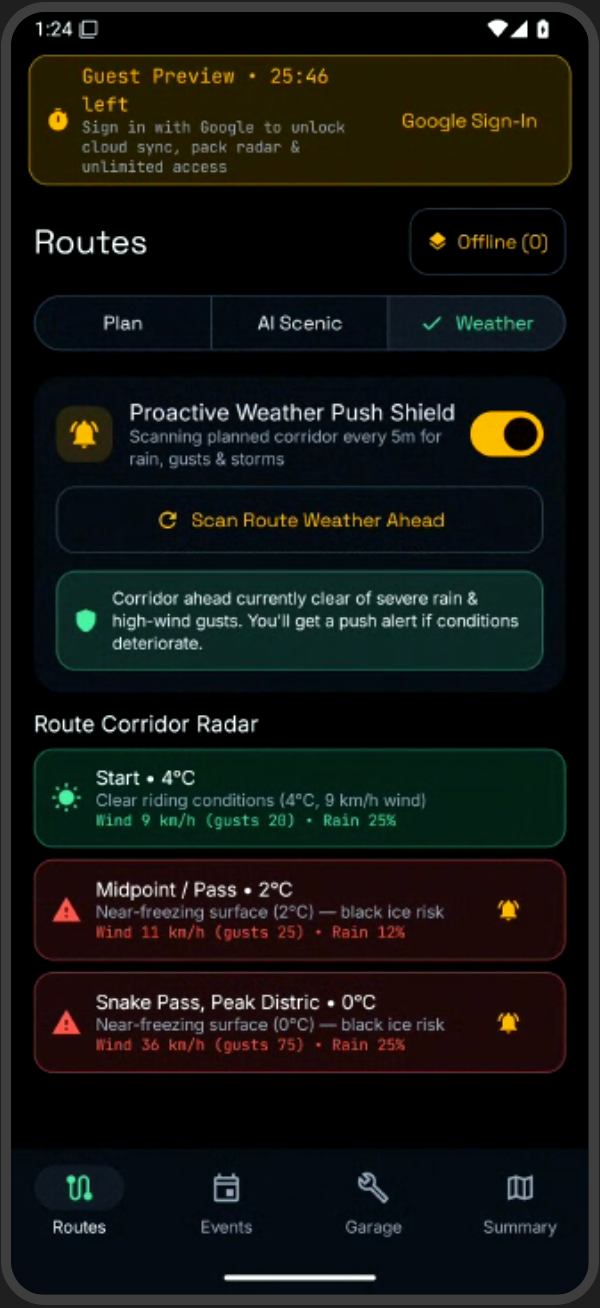 1:24
Guest Preview • 25:46
left
Sign in with Google to unlock
cloud sync, pack radar &
unlimited access
Google Sign-In
Routes
Offline (0)
Plan
AI Scenic
Weather
Proactive Weather Push Shield
Scanning planned corridor every 5m for
rain, gusts & storms
Scan Route Weather Ahead
Corridor ahead currently clear of severe rain &
high-wind gusts. You'll get a push alert if conditions
deteriorate.
Route Corridor Radar
Start • 4°C
Clear riding conditions (4°C, 9 km/h wind)
Wind 9 km/h (gusts 20) • Rain 25%
Midpoint / Pass • 2°C
Near-freezing surface (2°C) — black ice risk
Wind 11 km/h (gusts 25) • Rain 12%
Snake Pass, Peak Distric • 0°C
Near-freezing surface (0°C) — black ice risk
Wind 36 km/h (gusts 75) • Rain 25%
Routes
Events
Garage
Summary